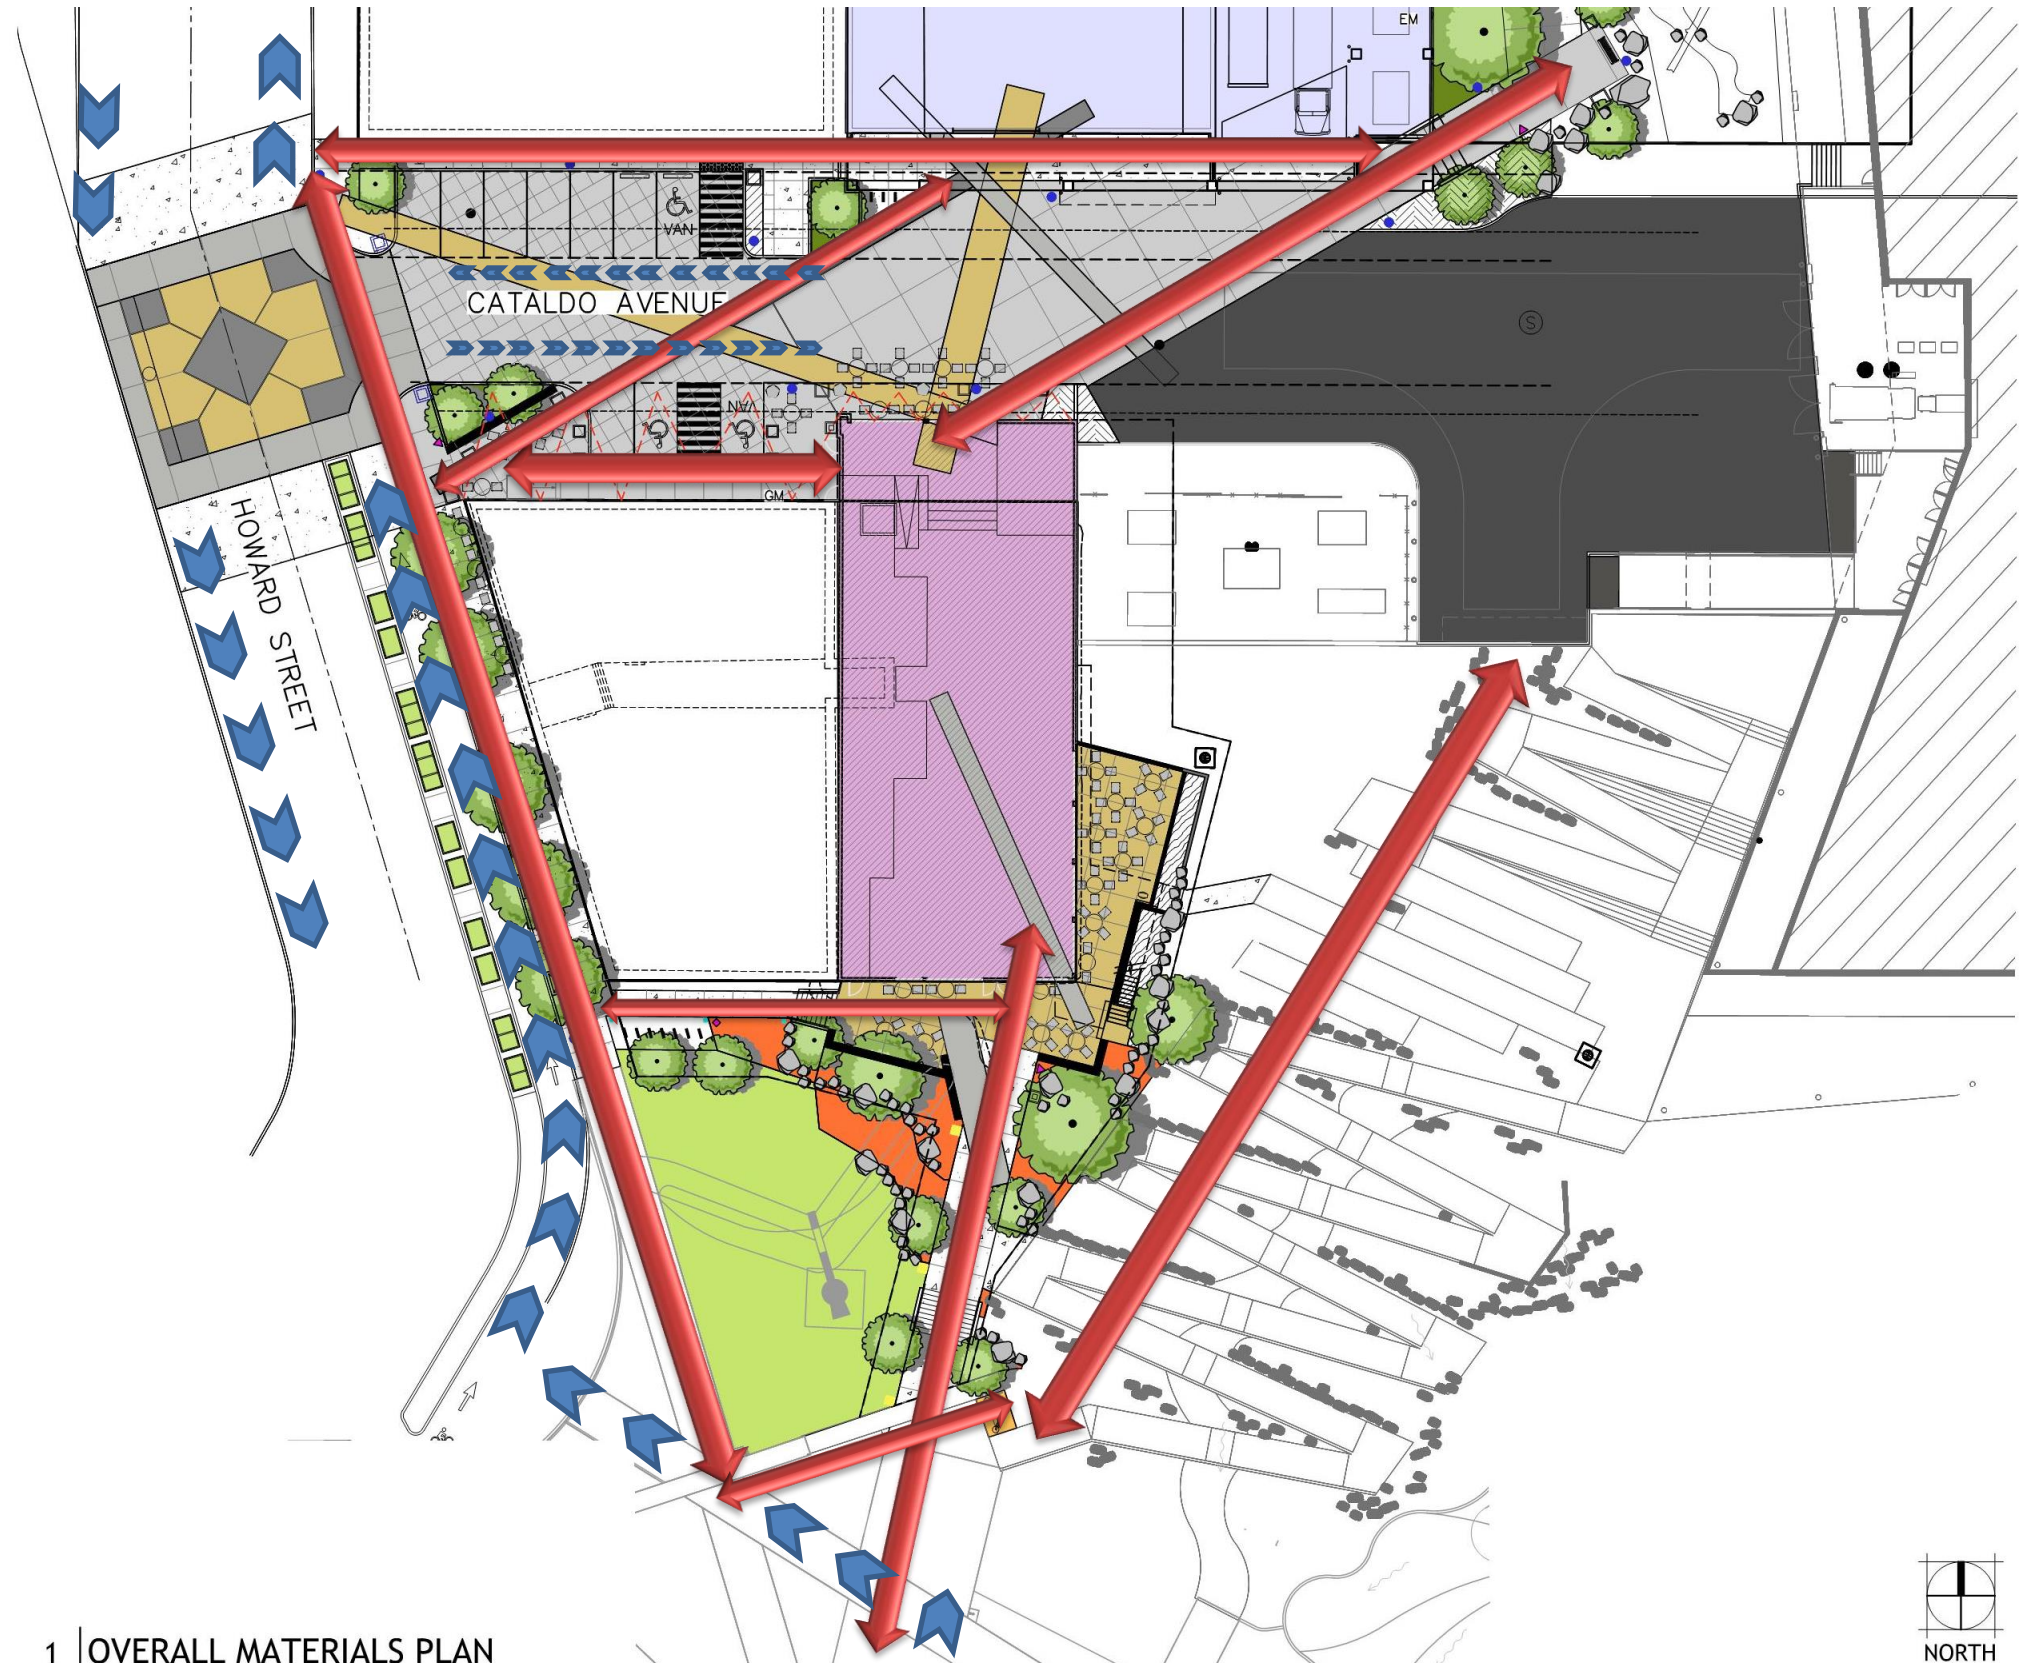 EM
VAN
CATALDO AVENUE
S
VAN
GM
HOWARD STREET
1 OVERALL MATERIALS PLAN
NORTH